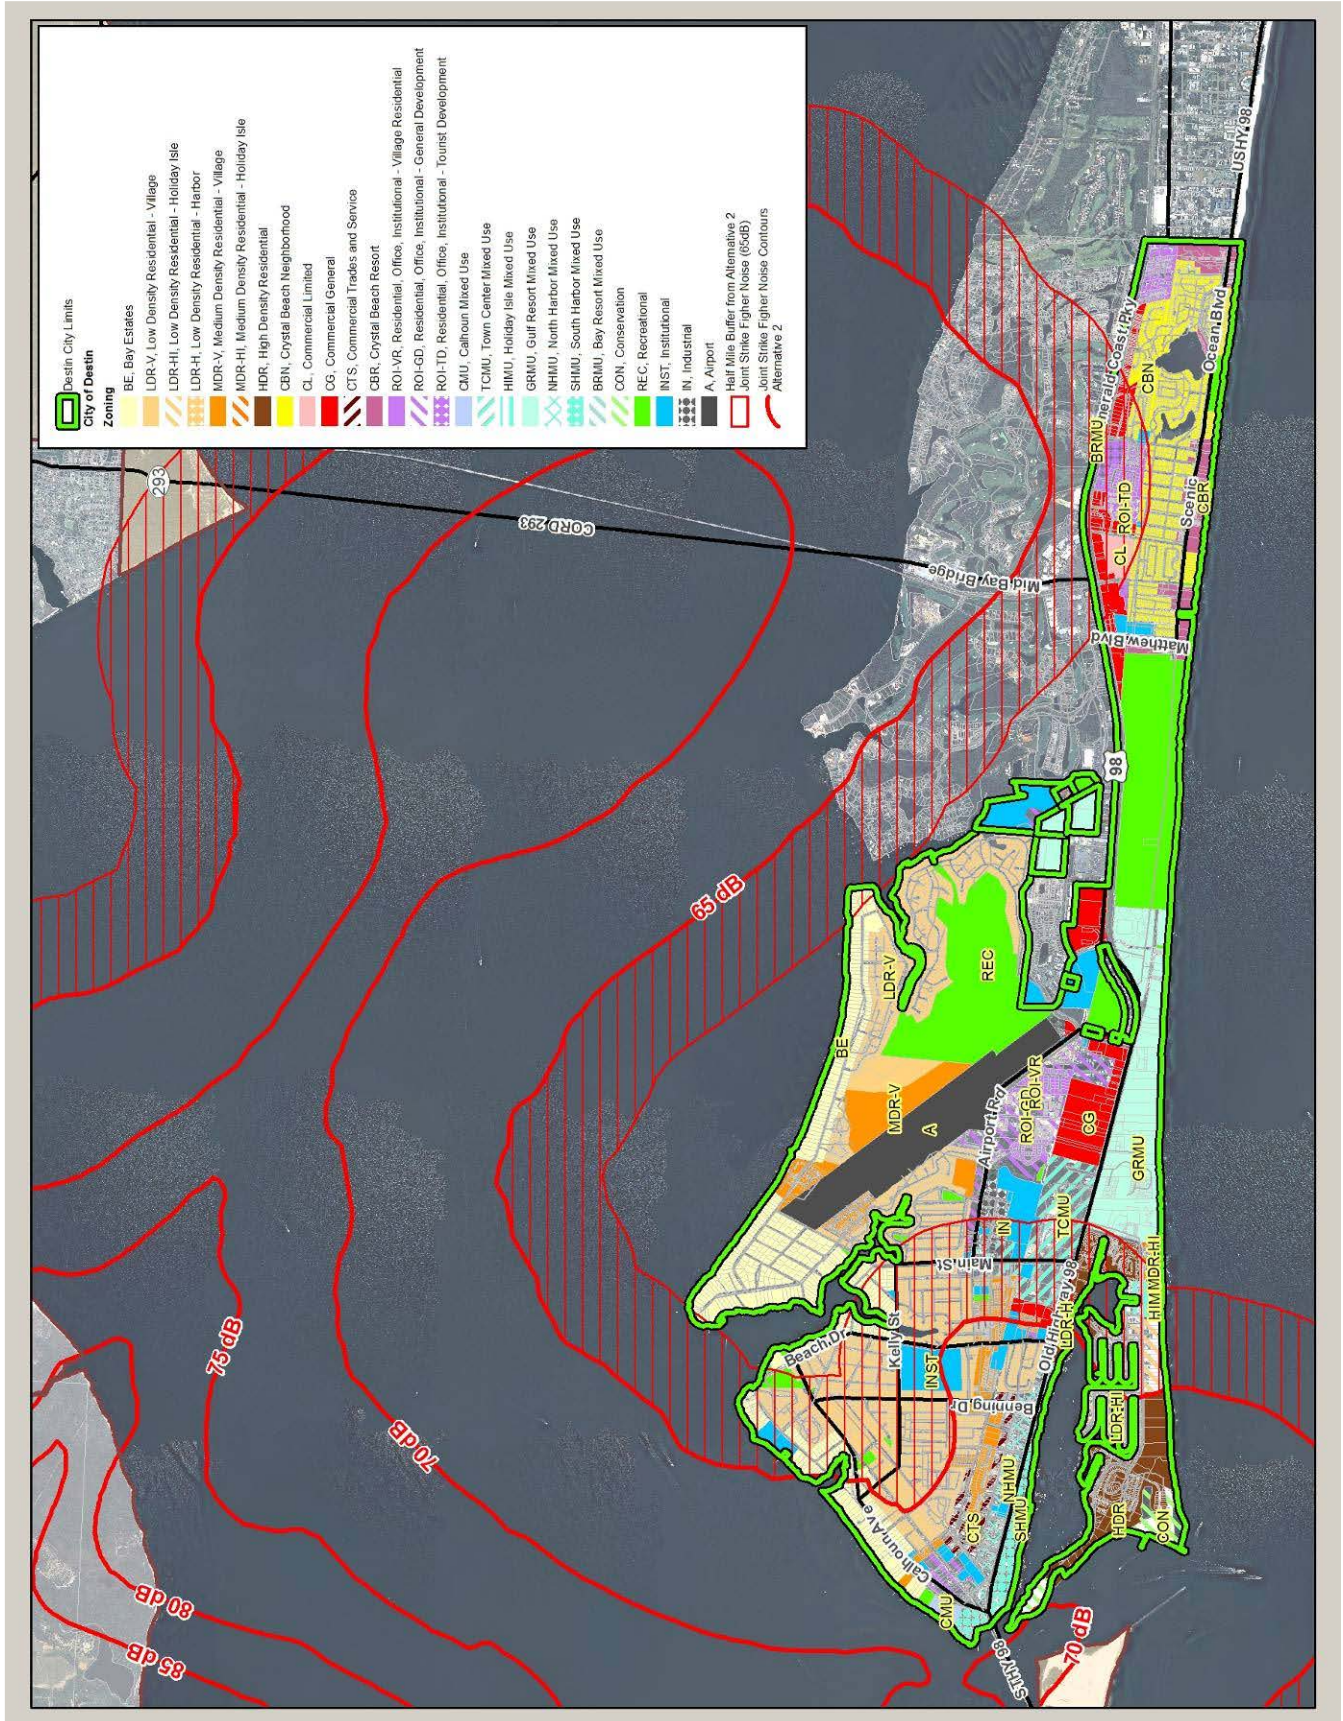 Destin City Limits
City of Destin
Zoning
BE, Bay Estates
LDR-V, Low Density Residential - Village
LDR-HI, Low Density Residential - Holiday Isle
LDR-H, Low Density Residential - Harbor
MDR-V, Medium Density Residential - Village
MDR-HI, Medium Density Residential - Holiday Isle
HDR, High Density Residential
CBN, Crystal Beach Neighborhood
CL, Commercial Limited
CG, Commercial General
CTS, Commercial Trades and Service
CBR, Crystal Beach Resort
ROI-VR, Residential, Office, Institutional - Village Residential
ROI-GD, Residential, Office, Institutional - General Development
ROI-TD, Residential, Office, Institutional - Tourist Development
CMU, Calhoun Mixed Use
TCMU, Town Center Mixed Use
HIMU, Holiday Isle Mixed Use
GRMU, Gulf Resort Mixed Use
NHMU, North Harbor Mixed Use
SHMU, South Harbor Mixed Use
BRMU, Bay Resort Mixed Use
CON, Conservation
REC, Recreational
INST, Institutional
IN, Industrial
A, Airport
Half Mile Buffer from Alternative 2
Joint Strike Figher Noise (65dB)
Joint Strike Figher Noise Contours
Alternative 2
85 dB
80 dB
75 dB
70 dB
65 dB
70 dB
293
CORD 293
Mid Bay Bridge
BE
LDR-V
REC
MDR-V
A
Airport Rd
ROI-GD
ROI-VR
CG
GRMU
IN
TCMU
Main St
LDR-H
HIM
MDR-HI
Beach Dr
Kelly St
INST
Benning Dr
LDR-HI
Calhoun Ave
CTS
NHMU
SHMU
HDR
CON
CMU
STHY 98
98
Matthew Blvd
CL
ROI-TD
BRMU
CBN
Scenic
CBR
Ocean Blvd
USHY 98